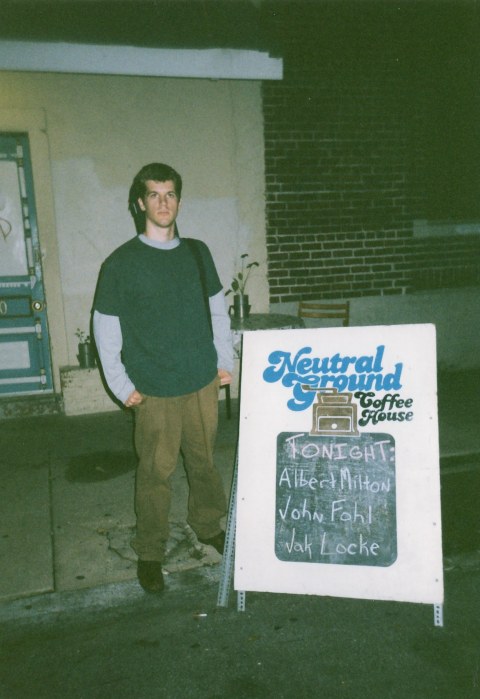 Neutral
Ground
Coffee
House
TONIGHT:
Albert Milton
John Fohl
Jak Locke